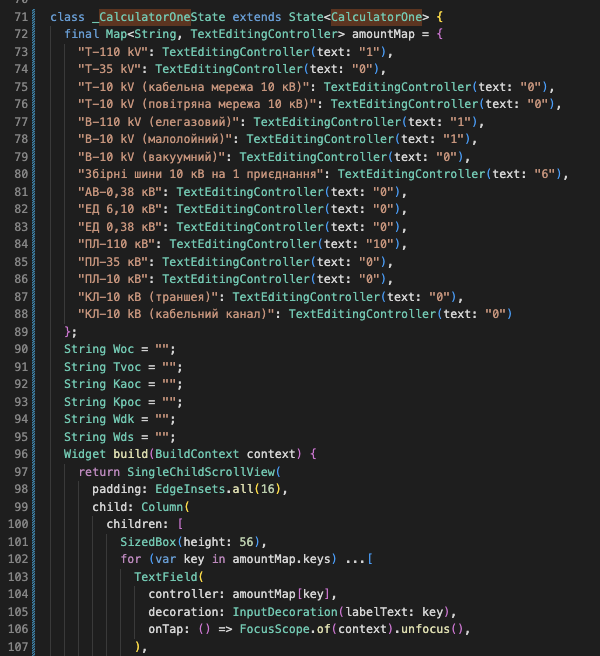 71 class _CalculatorOneState extends State<CalculatorOne> {
72 final Map<String, TextEditingController> amountMap = {
73 "Т-110 kV": TextEditingController(text: "1"),
74 "Т-35 kV": TextEditingController(text: "0"),
75 "Т-10 kV (кабельна мережа 10 кВ)": TextEditingController(text: "0"),
76 "Т-10 kV (повітряна мережа 10 кВ)": TextEditingController(text: "0"),
77 "В-110 kV (елегазовий)": TextEditingController(text: "1"),
78 "В-10 kV (малолойний)": TextEditingController(text: "1"),
79 "В-10 kV (вакуумний)": TextEditingController(text: "0"),
80 "Збірні шини 10 кВ на 1 приєднання": TextEditingController(text: "6"),
81 "АВ-0,38 кВ": TextEditingController(text: "0"),
82 "ЕД 6,10 кВ": TextEditingController(text: "0"),
83 "ЕД 0,38 кВ": TextEditingController(text: "0"),
84 "ПЛ-110 кВ": TextEditingController(text: "10"),
85 "ПЛ-35 кВ": TextEditingController(text: "0"),
86 "ПЛ-10 кВ": TextEditingController(text: "0"),
87 "КЛ-10 кВ (траншея)": TextEditingController(text: "0"),
88 "КЛ-10 кВ (кабельний канал)": TextEditingController(text: "0")
89 };
90 String Woc = "";
91 String Tvoc = "";
92 String Kaoc = "";
93 String Kpoc = "";
94 String Wdk = "";
95 String Wds = "";
96 Widget build(BuildContext context) {
97 return SingleChildScrollView(
98 padding: EdgeInsets.all(16),
99 child: Column(
100 children: [
101 SizedBox(height: 56),
102 for (var key in amountMap.keys) ...[
103 TextField(
104 controller: amountMap[key],
105 decoration: InputDecoration(labelText: key),
106 onTap: () => FocusScope.of(context).unfocus(),
107 ),